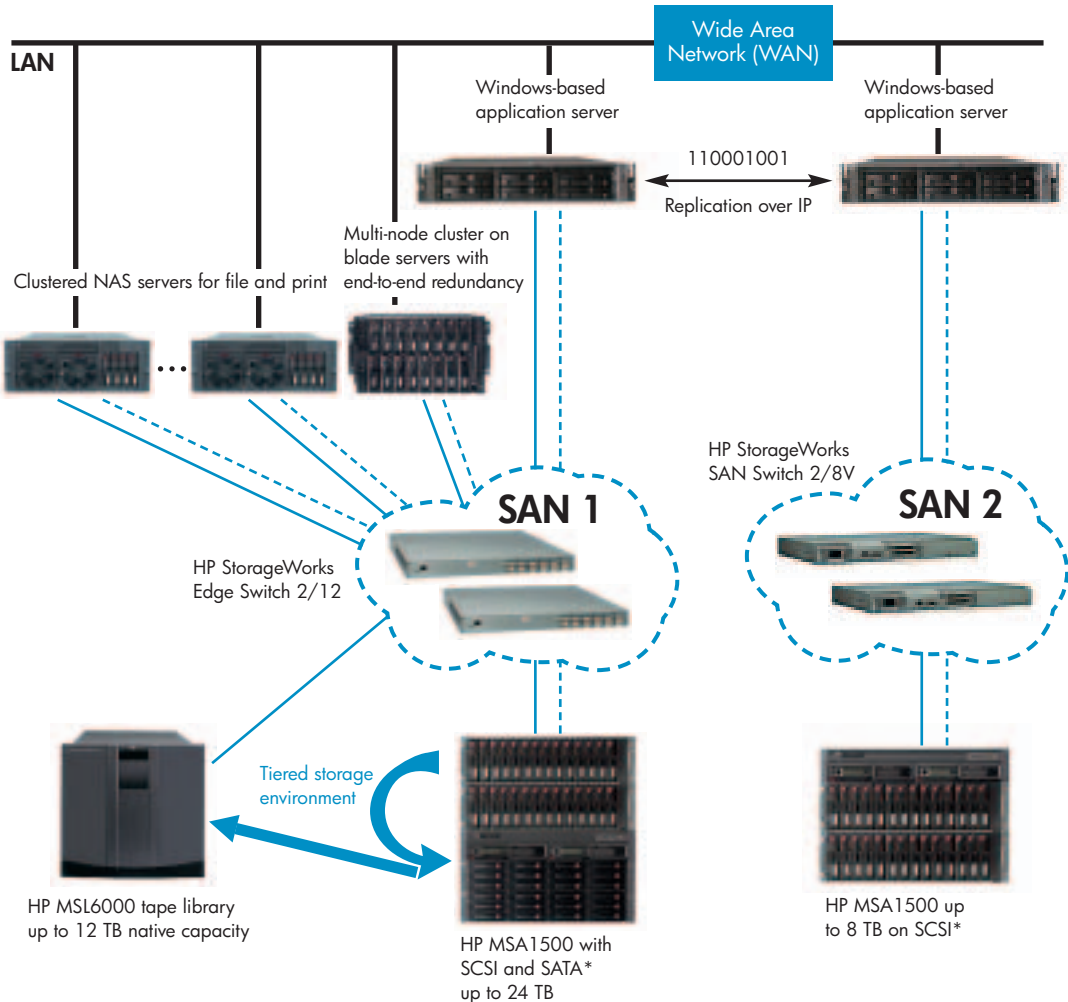 Wide Area
Network (WAN)
LAN
Windows-based
application server
Windows-based
application server
110001001
Replication over IP
Multi-node cluster on
blade servers with
end-to-end redundancy
Clustered NAS servers for file and print
...
HP StorageWorks
SAN Switch 2/8V
SAN 1
SAN 2
HP StorageWorks
Edge Switch 2/12
Tiered storage
environment
HP MSL6000 tape library
up to 12 TB native capacity
HP MSA1500 with
SCSI and SATA*
up to 24 TB
HP MSA1500 up
to 8 TB on SCSI*